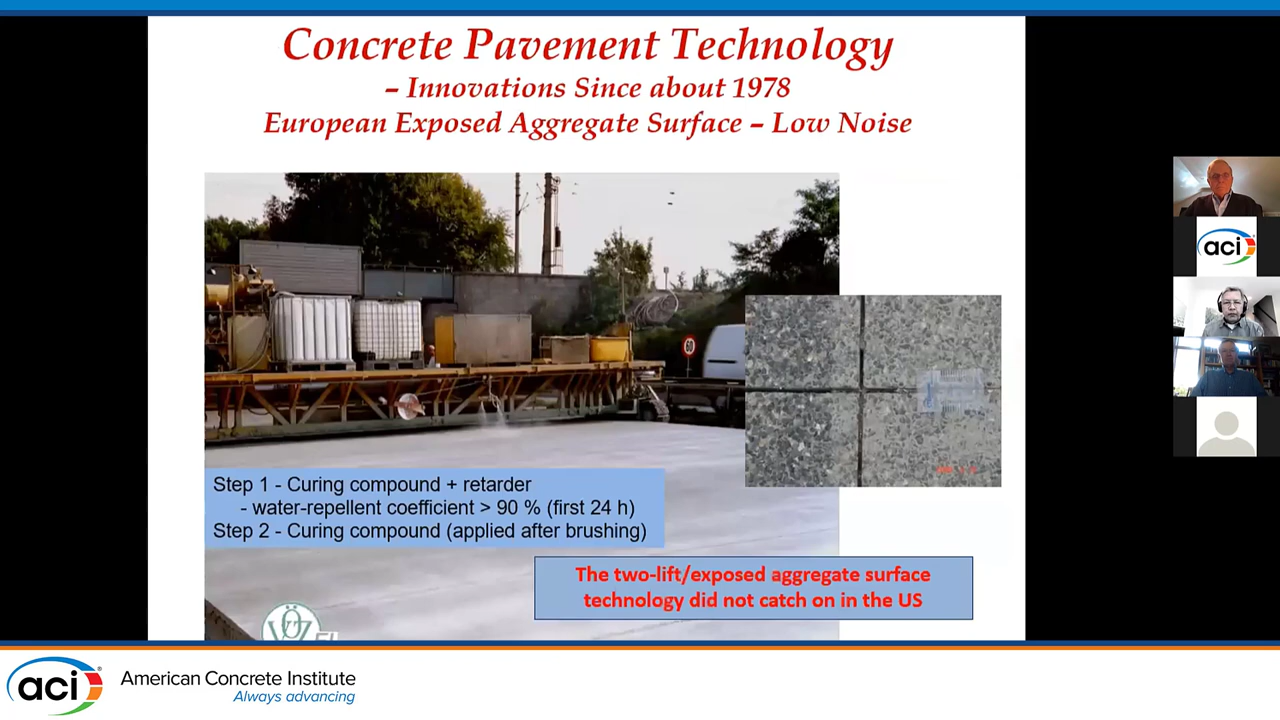 Concrete Pavement Technology
– Innovations Since about 1978
European Exposed Aggregate Surface – Low Noise
60
Step 1 - Curing compound + retarder
- water-repellent coefficient > 90 % (first 24 h)
Step 2 - Curing compound (applied after brushing)
The two-lift/exposed aggregate surface
technology did not catch on in the US
aci
aci
American Concrete Institute
Always advancing